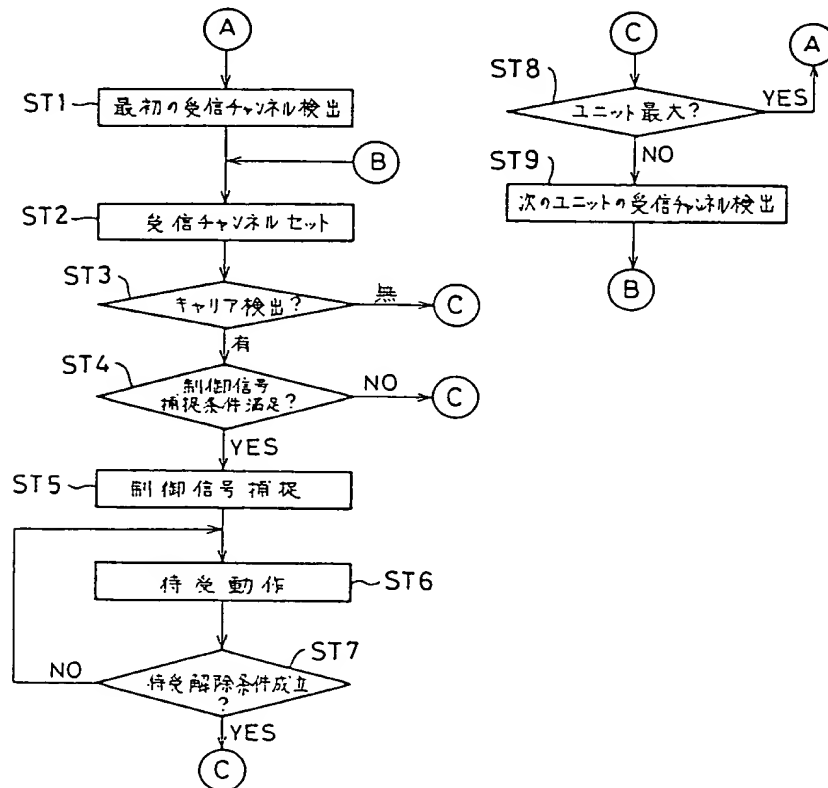 A
ST1
最初の受信チャンネル検出
B
ST2
受信チャンネルセット
ST3
キャリア検出?
無
C
有
ST4
制御信号
捕捉条件満足?
NO
C
YES
ST5
制御信号捕捉
待受動作
ST6
ST7
待受解除条件成立
?
NO
YES
C
C
A
ST8
ユニット最大?
YES
NO
ST9
次のユニットの受信チャンネル検出
B